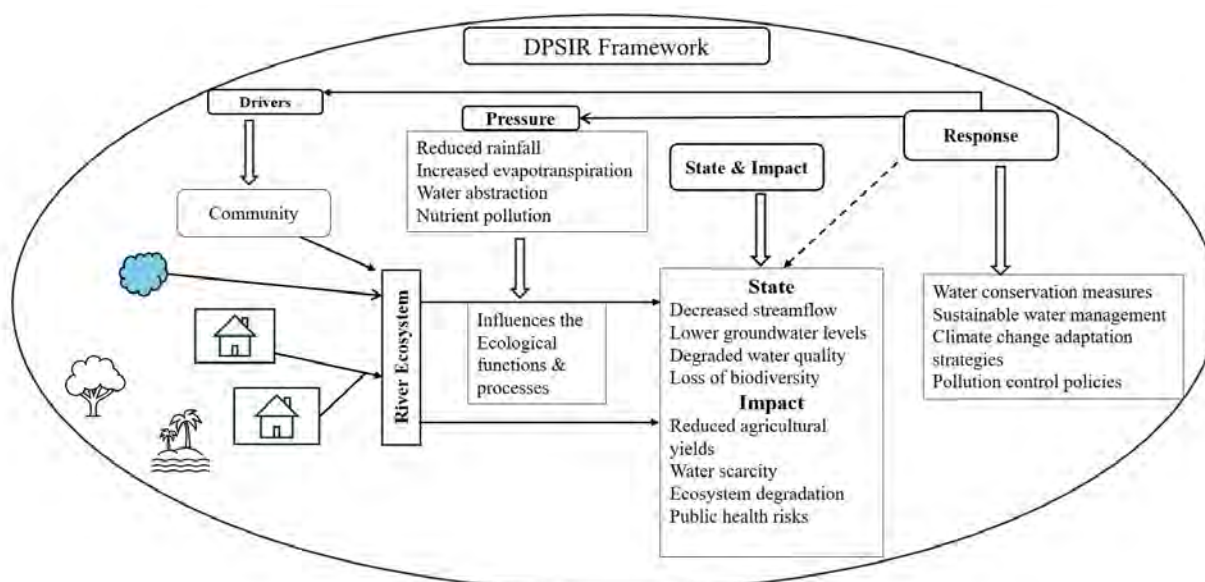 DPSIR Framework
Drivers
Pressure
Reduced rainfall
Increased evapotranspiration
Water abstraction
Nutrient pollution
Response
State & Impact
Community
River Ecosystem
Influences the
Ecological
functions &
processes
State
Decreased streamflow
Lower groundwater levels
Degraded water quality
Loss of biodiversity
Impact
Reduced agricultural
yields
Water scarcity
Ecosystem degradation
Public health risks
Water conservation measures
Sustainable water management
Climate change adaptation
strategies
Pollution control policies